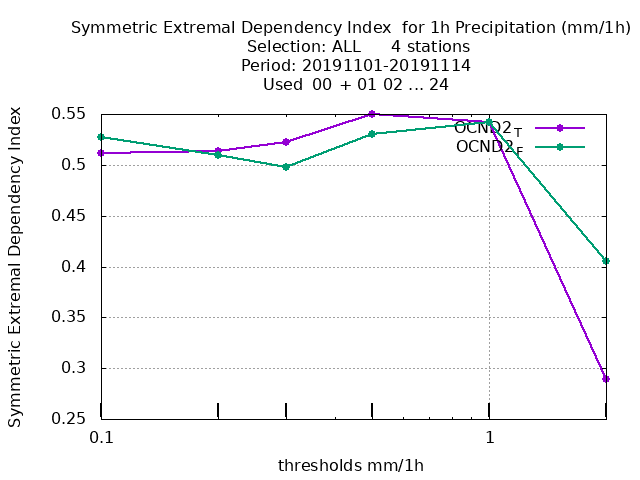 Symmetric Extremal Dependency Index  for 1h Precipitation (mm/1h)
Selection: ALL      4 stations
Period: 20191101-20191114
Used  00  + 01 02 ... 24
Symmetric Extremal Dependency Index
0.55
0.5
0.45
0.4
0.35
0.3
0.25
OCND2T
OCND2F
0.1
1
thresholds mm/1h